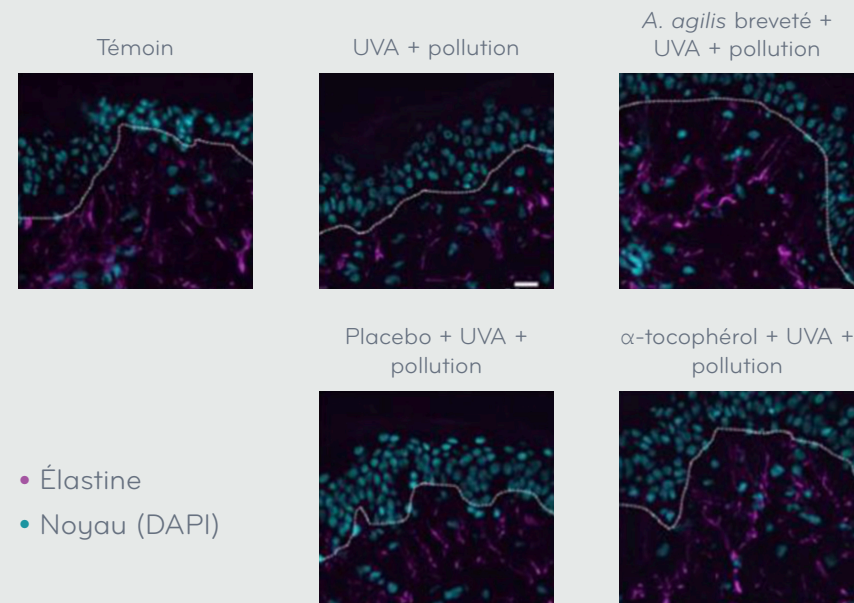 Témoin
UVA + pollution
A. agilis breveté +
UVA + pollution
Placebo + UVA +
pollution
α-tocophérol + UVA +
pollution
• Élastine
• Noyau (DAPI)